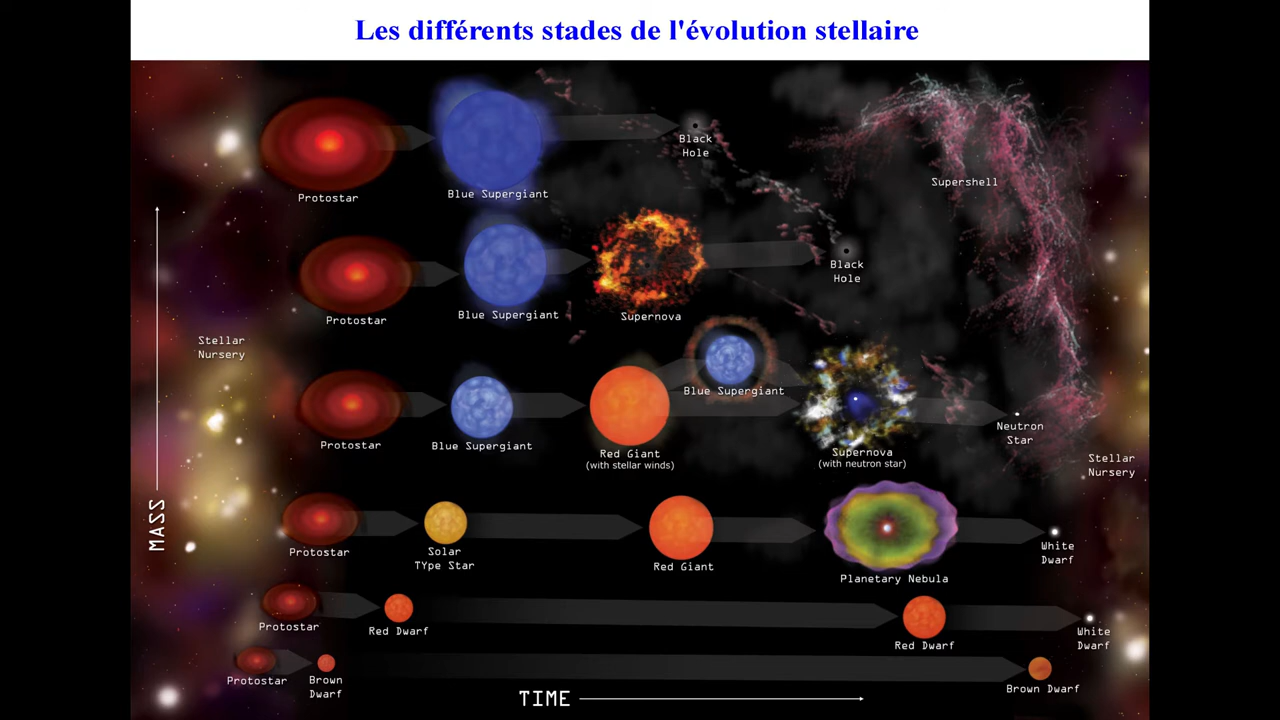 Les différents stades de l'évolution stellaire
Protostar
Blue Supergiant
Black
Hole
Supershell
Protostar
Blue Supergiant
Supernova
Black
Hole
Stellar
Nursery
Protostar
Blue Supergiant
Red Giant
(with stellar winds)
Blue Supergiant
Supernova
(with neutron star)
Neutron
Star
Stellar
Nursery
MASS
Protostar
Solar
TYpe Star
Red Giant
Planetary Nebula
White
Dwarf
Protostar
Red Dwarf
Red Dwarf
White
Dwarf
Protostar
Brown
Dwarf
Brown Dwarf
TIME